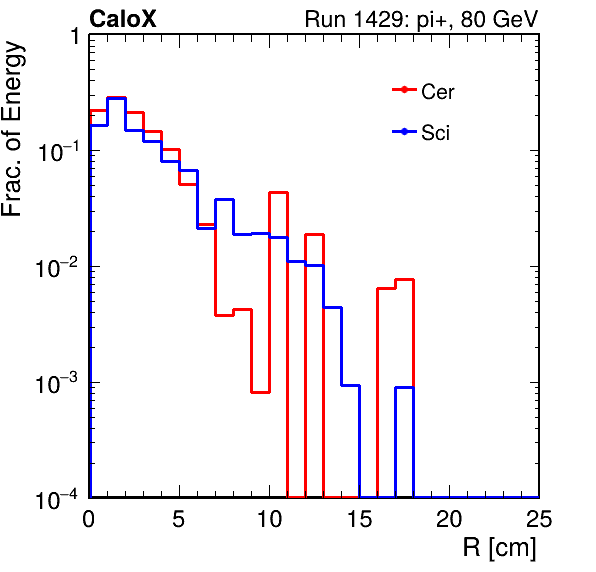 CaloX Run 1429: pi+, 80 GeV
Frac. of Energy
1
10⁻¹
10⁻²
10⁻³
10⁻⁴
Cer
Sci
0 5 10 15 20 25
R [cm]